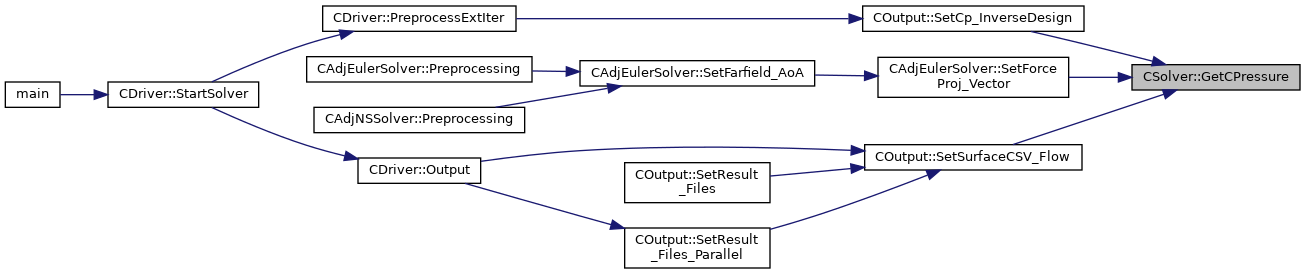 main
CDriver::StartSolver
CDriver::PreprocessExtIter
CAdjEulerSolver::Preprocessing
CAdjNSSolver::Preprocessing
CDriver::Output
CAdjEulerSolver::SetFarfield_AoA
COutput::SetResult
_Files
COutput::SetResult
_Files_Parallel
COutput::SetCp_InverseDesign
CAdjEulerSolver::SetForce
Proj_Vector
COutput::SetSurfaceCSV_Flow
CSolver::GetCPressure